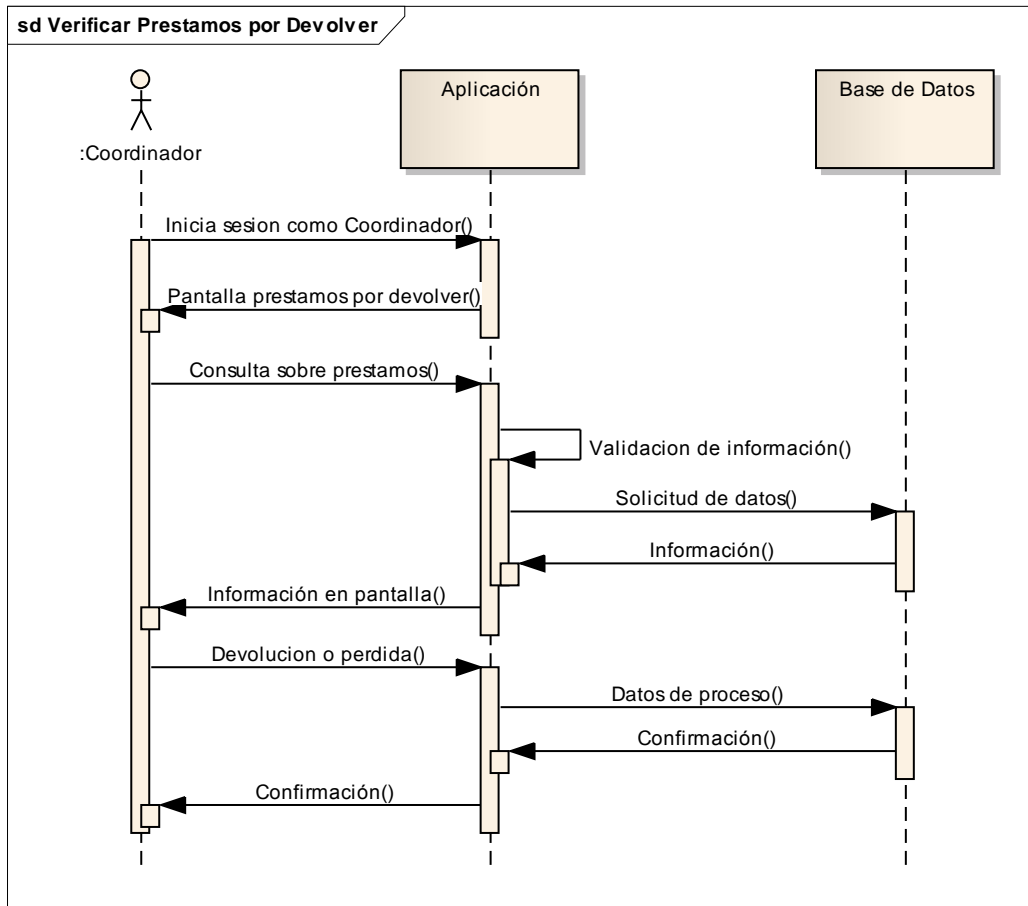 sd Verificar Prestamos por Devolver
:Coordinador
Aplicación
Base de Datos
Inicia sesion como Coordinador()
Pantalla prestamos por devolver()
Consulta sobre prestamos()
Validacion de información()
Solicitud de datos()
Información()
Información en pantalla()
Devolucion o perdida()
Datos de proceso()
Confirmación()
Confirmación()